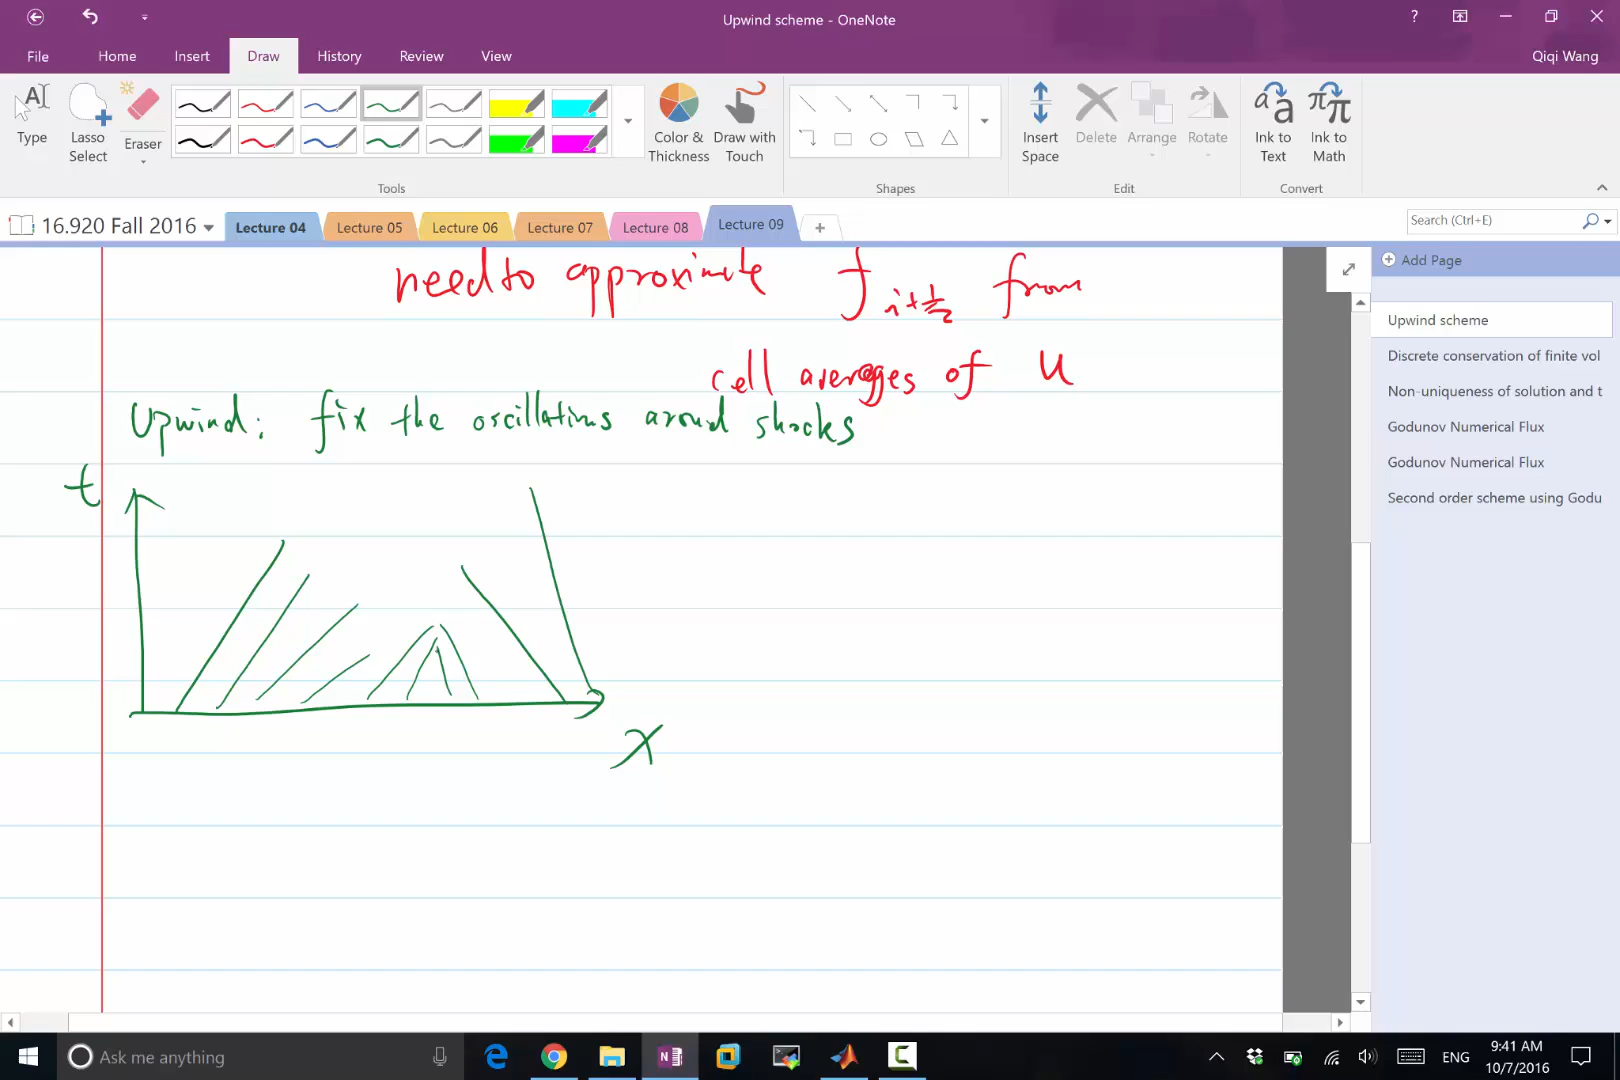 Upwind scheme - OneNote
?
Qiqi Wang
File Home Insert Draw History Review View
Type
Lasso Select
Eraser
Color & Thickness
Draw with Touch
Insert Space
Delete
Arrange
Rotate
Ink to Text
Ink to Math
Tools
Shapes
Edit
Convert
16.920 Fall 2016
Lecture 04 Lecture 05 Lecture 06 Lecture 07 Lecture 08 Lecture 09 +
Search (Ctrl+E)
need to approximate f_{i+1/2} from
cell averages of u
Upwind: fix the oscillations around shocks
t
x
Add Page
Upwind scheme
Discrete conservation of finite vol
Non-uniqueness of solution and t
Godunov Numerical Flux
Godunov Numerical Flux
Second order scheme using Godu
Ask me anything
ENG
9:41 AM
10/7/2016